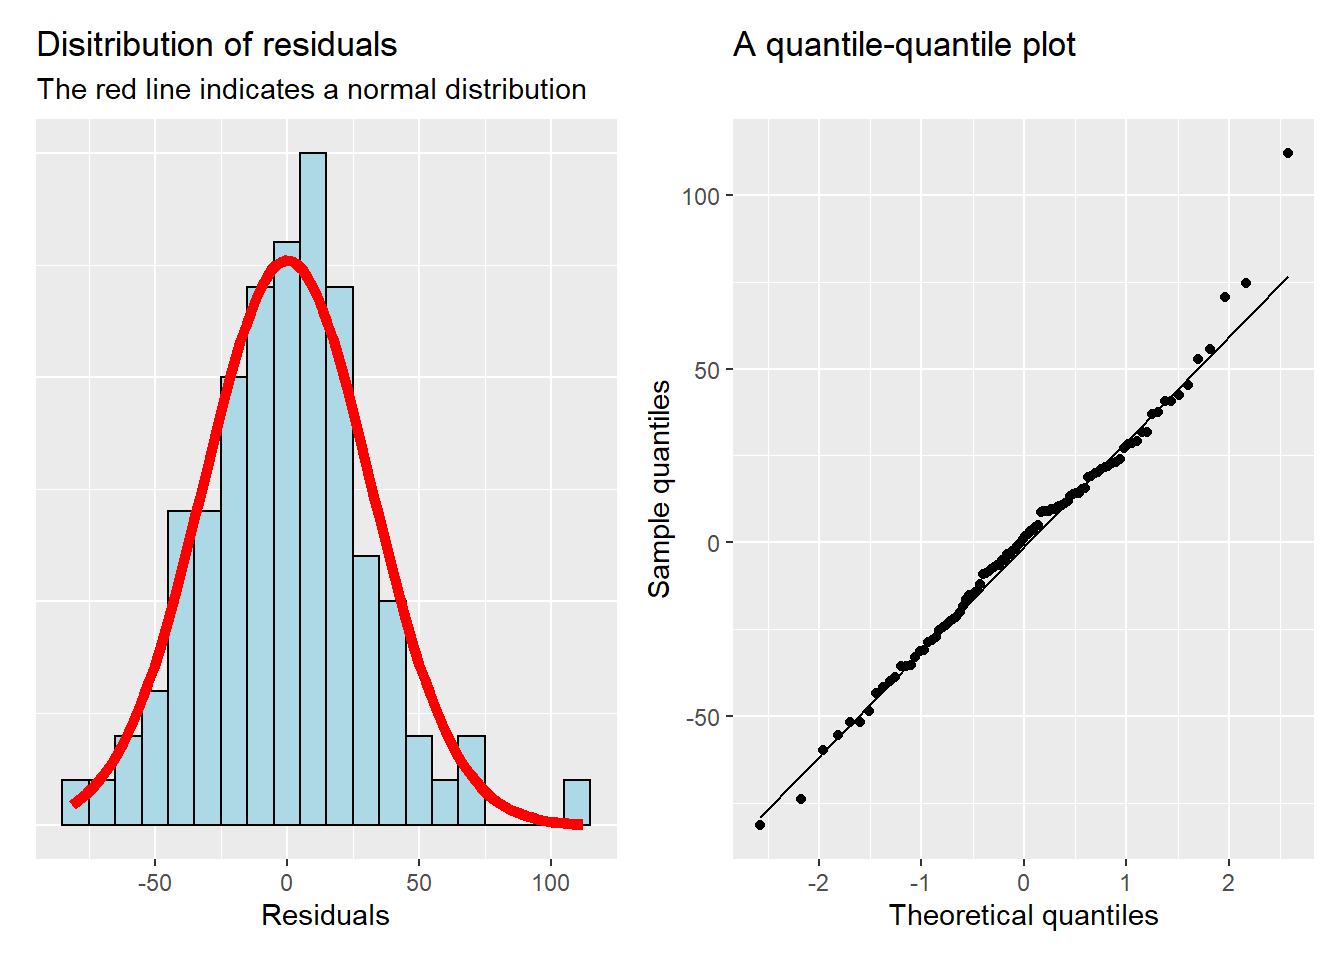 Disitribution of residuals
The red line indicates a normal distribution
-50 0 50 100
Residuals
A quantile-quantile plot
Sample quantiles
100
50
0
-50
-2 -1 0 1 2
Theoretical quantiles